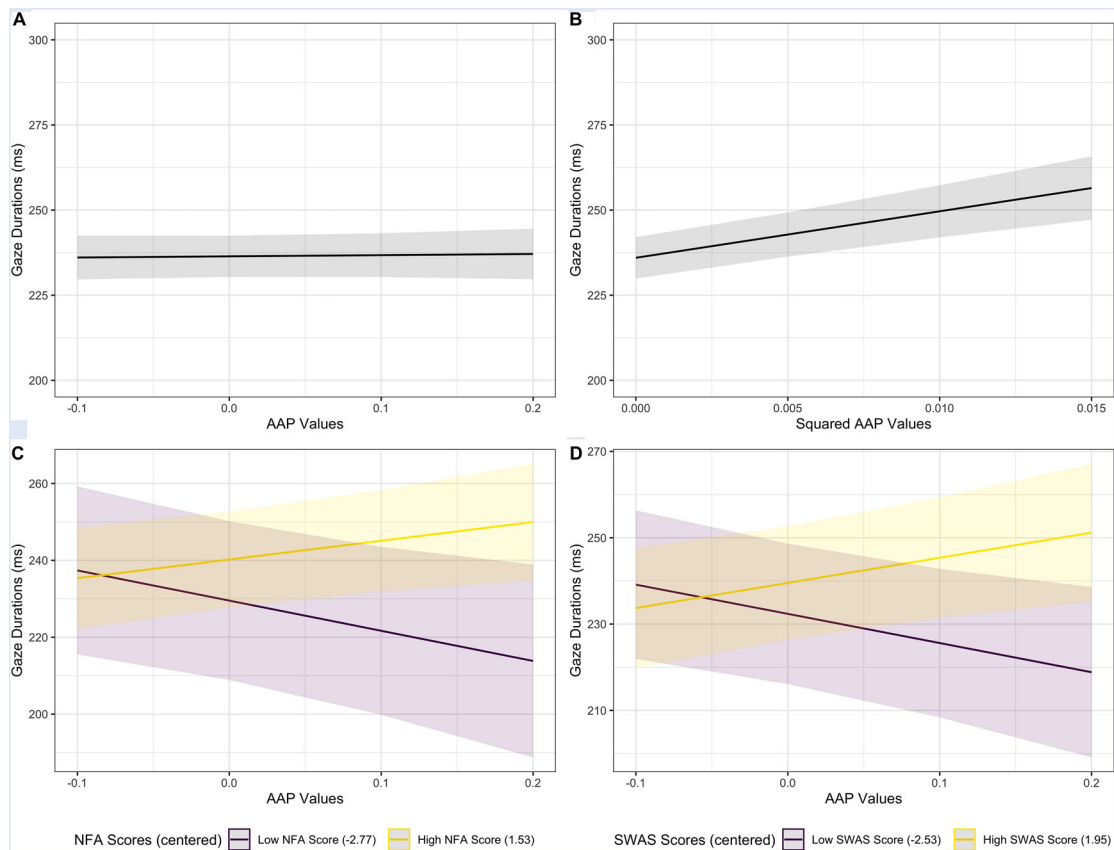 A
B
300
275
250
225
200
Gaze Durations (ms)
-0.1
0.0
0.1
0.2
AAP Values
300
275
250
225
200
Gaze Durations (ms)
0.000
0.005
0.010
0.015
Squared AAP Values
C
D
260
240
220
200
Gaze Durations (ms)
-0.1
0.0
0.1
0.2
AAP Values
270
250
230
210
Gaze Durations (ms)
-0.1
0.0
0.1
0.2
AAP Values
NFA Scores (centered) Low NFA Score (-2.77) High NFA Score (1.53)
SWAS Scores (centered) Low SWAS Score (-2.53) High SWAS Score (1.95)